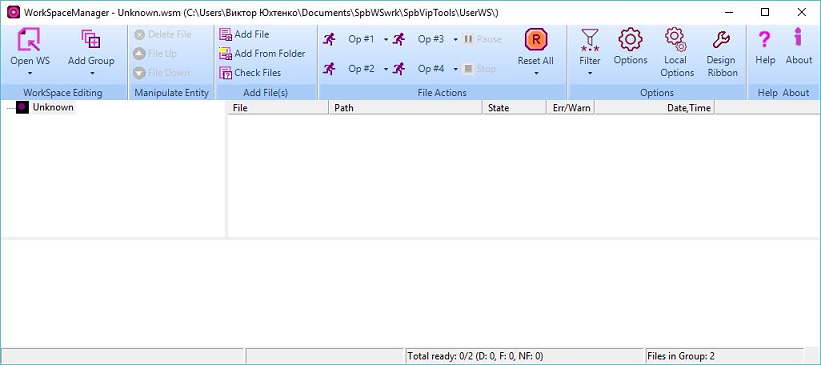 WorkSpaceManager - Unknown.wsm (C:\Users\Виктор Юхтенко\Documents\SpbWSwrk\SpbVipTools\UserWS\)
Open WS
Add Group
WorkSpace Editing
Delete File
File Up
File Down
Manipulate Entity
Add File
Add From Folder
Check Files
Add File(s)
Op #1 Op #3 Pause
Op #2 Op #4 Stop
R
Reset All
File Actions
Filter
Options
Local Options
Design Ribbon
Options
Help
About
Help About
Unknown
File Path State Err/Warn Date,Time
Total ready: 0/2 (D: 0, F: 0, NF: 0)
Files in Group: 2